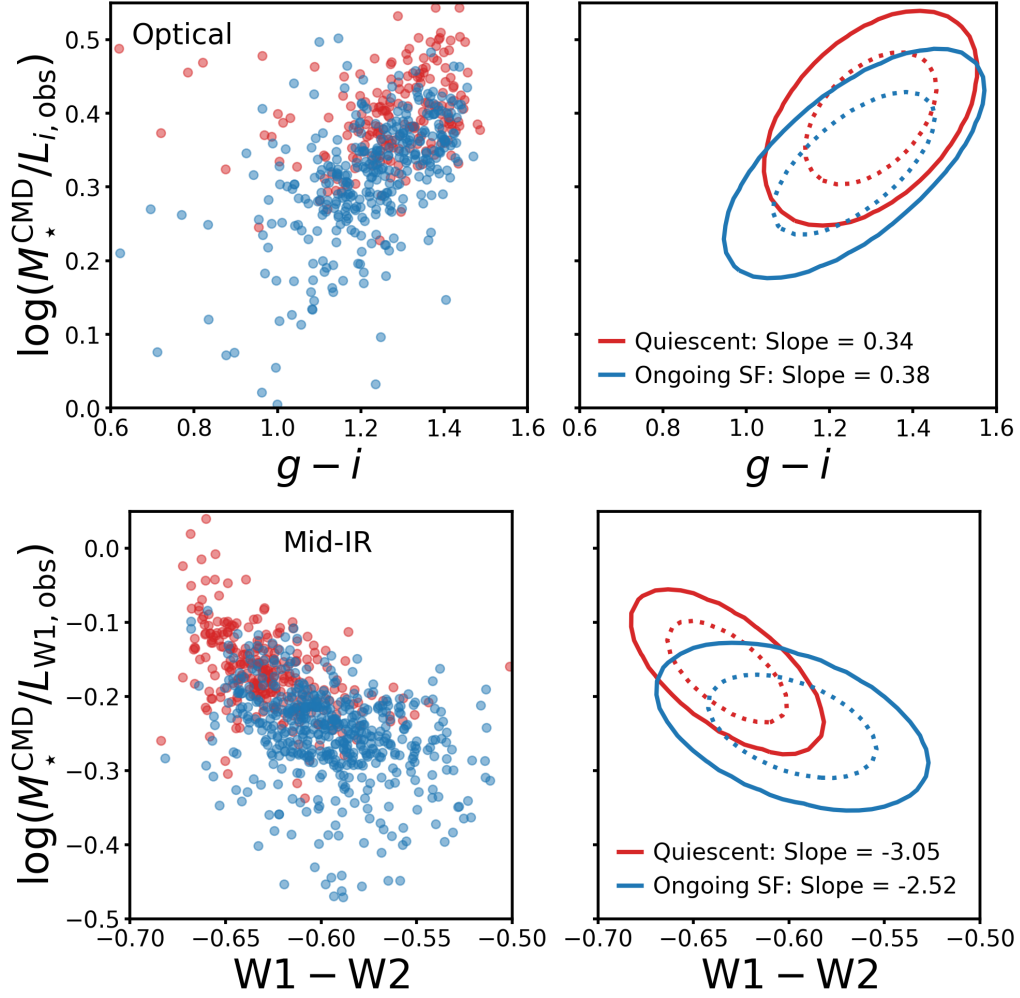 Optical
log(M⋆^CMD/L_i, obs)
0.5
0.4
0.3
0.2
0.1
0.0
0.6 0.8 1.0 1.2 1.4 1.6
g − i
Quiescent: Slope = 0.34
Ongoing SF: Slope = 0.38
0.6 0.8 1.0 1.2 1.4 1.6
g − i
Mid-IR
log(M⋆^CMD/L_W1, obs)
0.0
−0.1
−0.2
−0.3
−0.4
−0.5
−0.70 −0.65 −0.60 −0.55 −0.50
W1 − W2
Quiescent: Slope = -3.05
Ongoing SF: Slope = -2.52
−0.70 −0.65 −0.60 −0.55 −0.50
W1 − W2